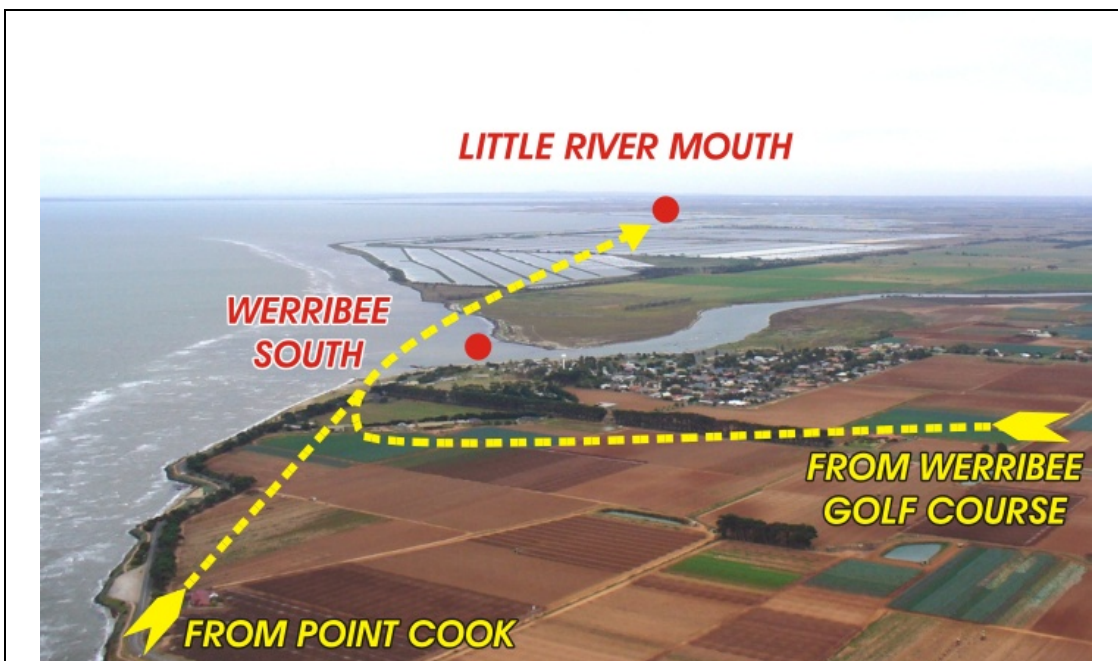 LITTLE RIVER MOUTH
WERRIBEE
SOUTH
FROM WERRIBEE
GOLF COURSE
FROM POINT COOK